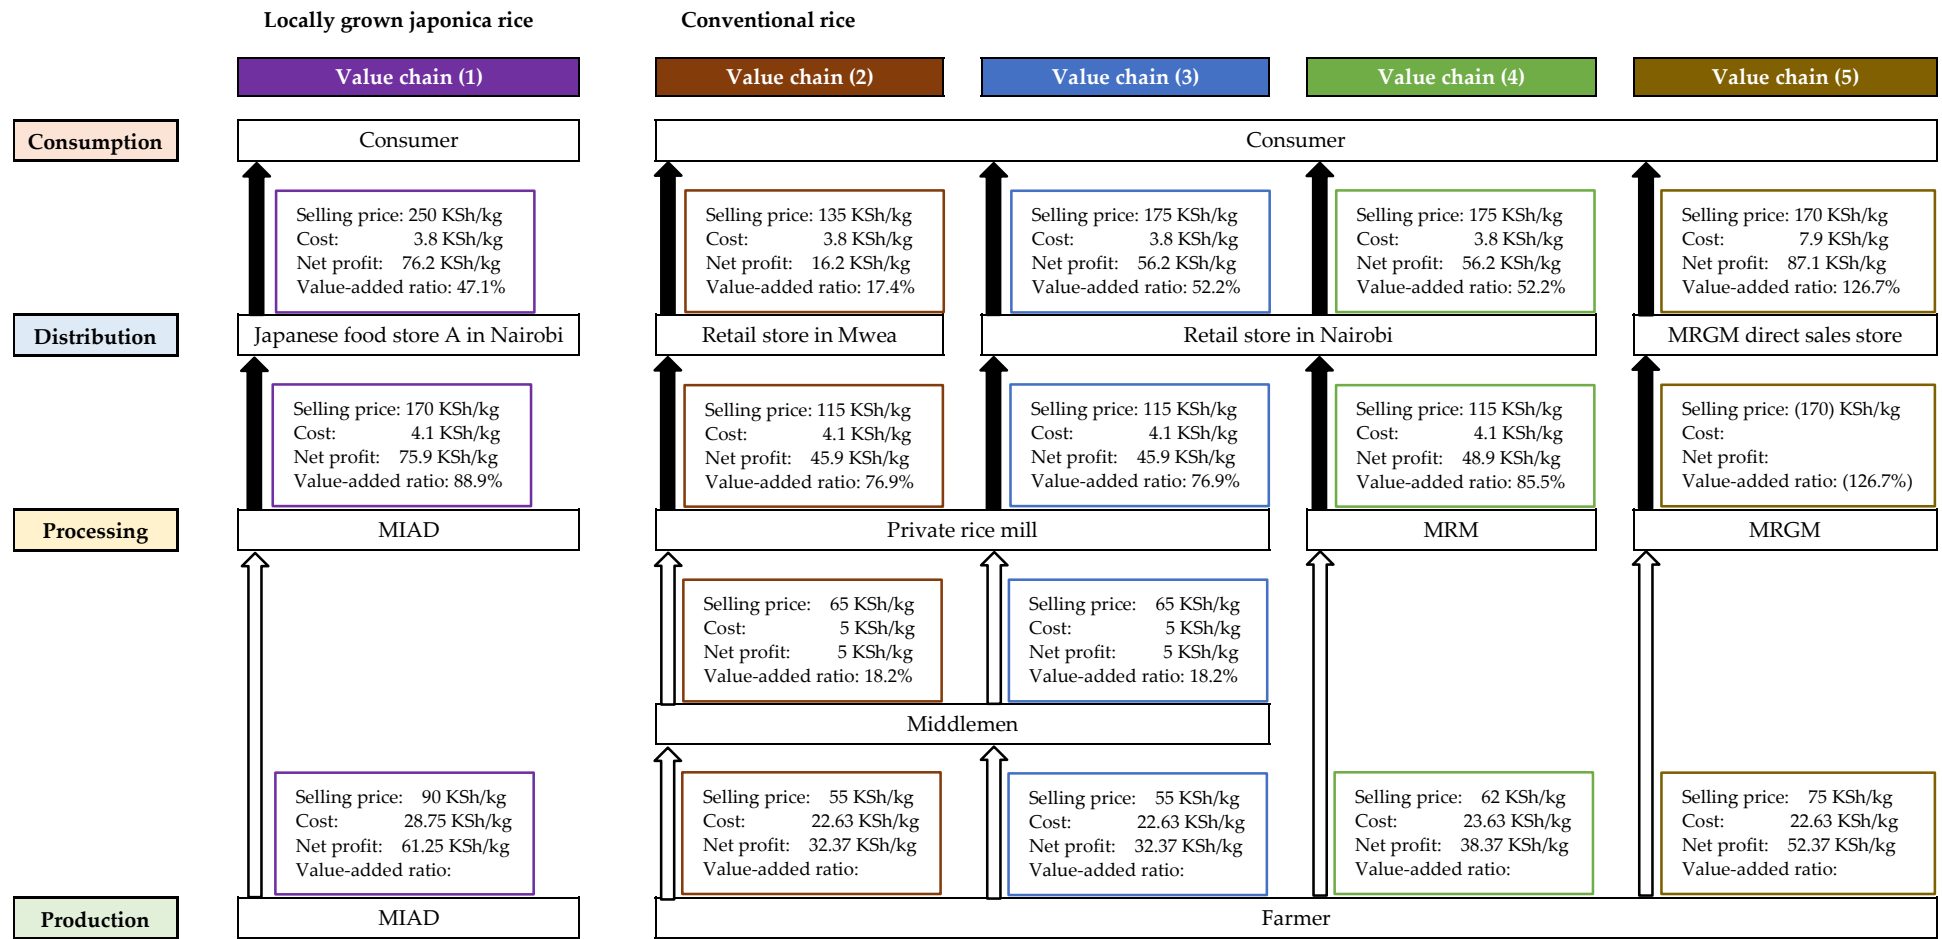 Locally grown japonica rice
Conventional rice
Value chain (1)
Value chain (2)
Value chain (3)
Value chain (4)
Value chain (5)
Consumption
Consumer
Consumer
Selling price: 250 KSh/kg
Cost: 3.8 KSh/kg
Net profit: 76.2 KSh/kg
Value-added ratio: 47.1%
Selling price: 135 KSh/kg
Cost: 3.8 KSh/kg
Net profit: 16.2 KSh/kg
Value-added ratio: 17.4%
Selling price: 175 KSh/kg
Cost: 3.8 KSh/kg
Net profit: 56.2 KSh/kg
Value-added ratio: 52.2%
Selling price: 175 KSh/kg
Cost: 3.8 KSh/kg
Net profit: 56.2 KSh/kg
Value-added ratio: 52.2%
Selling price: 170 KSh/kg
Cost: 7.9 KSh/kg
Net profit: 87.1 KSh/kg
Value-added ratio: 126.7%
Distribution
Japanese food store A in Nairobi
Retail store in Mwea
Retail store in Nairobi
MRGM direct sales store
Selling price: 170 KSh/kg
Cost: 4.1 KSh/kg
Net profit: 75.9 KSh/kg
Value-added ratio: 88.9%
Selling price: 115 KSh/kg
Cost: 4.1 KSh/kg
Net profit: 45.9 KSh/kg
Value-added ratio: 76.9%
Selling price: 115 KSh/kg
Cost: 4.1 KSh/kg
Net profit: 45.9 KSh/kg
Value-added ratio: 76.9%
Selling price: 115 KSh/kg
Cost: 4.1 KSh/kg
Net profit: 48.9 KSh/kg
Value-added ratio: 85.5%
Selling price: (170) KSh/kg
Cost:
Net profit:
Value-added ratio: (126.7%)
Processing
MIAD
Private rice mill
MRM
MRGM
Selling price: 65 KSh/kg
Cost: 5 KSh/kg
Net profit: 5 KSh/kg
Value-added ratio: 18.2%
Selling price: 65 KSh/kg
Cost: 5 KSh/kg
Net profit: 5 KSh/kg
Value-added ratio: 18.2%
Middlemen
Selling price: 90 KSh/kg
Cost: 28.75 KSh/kg
Net profit: 61.25 KSh/kg
Value-added ratio:
Selling price: 55 KSh/kg
Cost: 22.63 KSh/kg
Net profit: 32.37 KSh/kg
Value-added ratio:
Selling price: 55 KSh/kg
Cost: 22.63 KSh/kg
Net profit: 32.37 KSh/kg
Value-added ratio:
Selling price: 62 KSh/kg
Cost: 23.63 KSh/kg
Net profit: 38.37 KSh/kg
Value-added ratio:
Selling price: 75 KSh/kg
Cost: 22.63 KSh/kg
Net profit: 52.37 KSh/kg
Value-added ratio:
Production
MIAD
Farmer